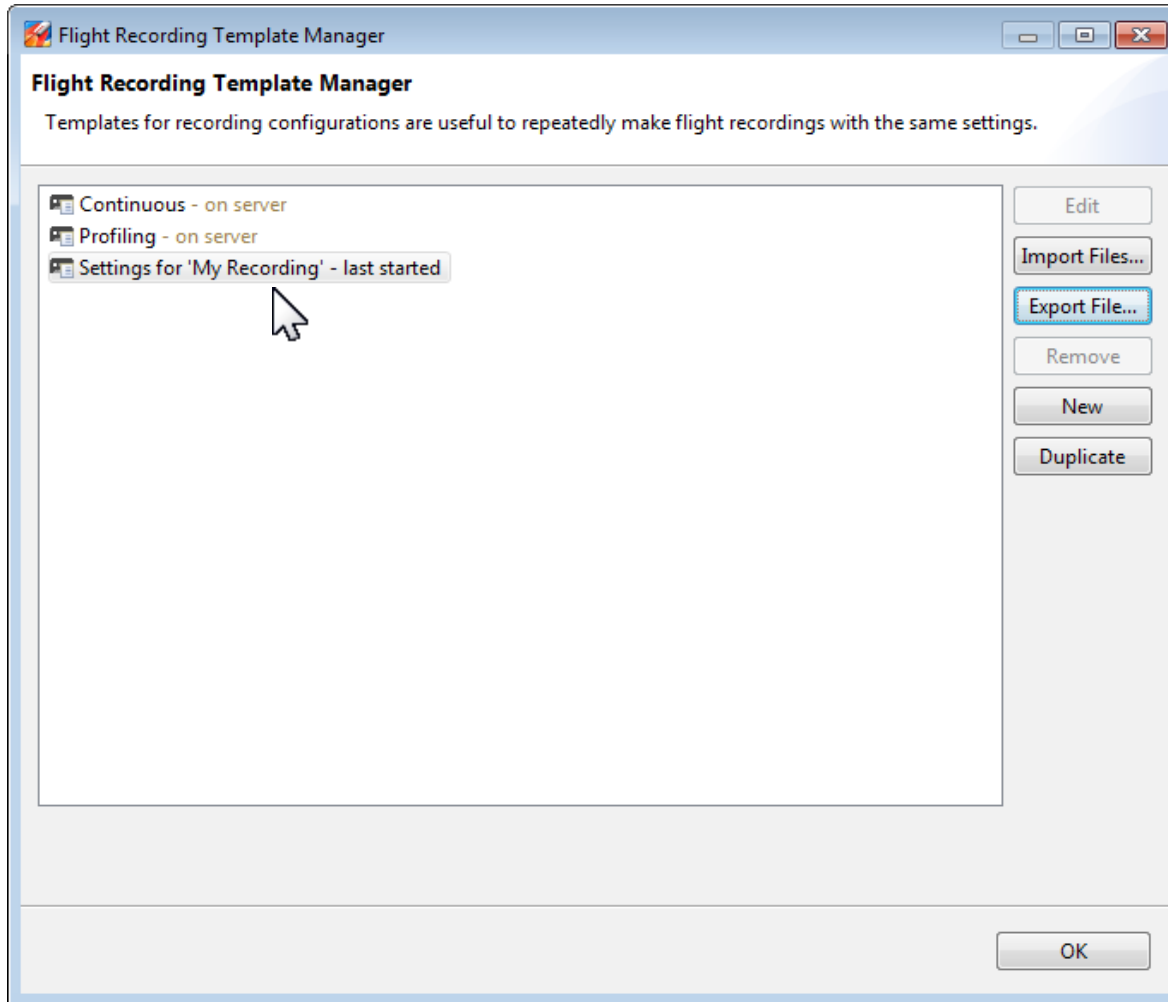 Flight Recording Template Manager
Flight Recording Template Manager
Templates for recording configurations are useful to repeatedly make flight recordings with the same settings.
Continuous - on server
Profiling - on server
Settings for 'My Recording' - last started
Edit
Import Files...
Export File...
Remove
New
Duplicate
OK